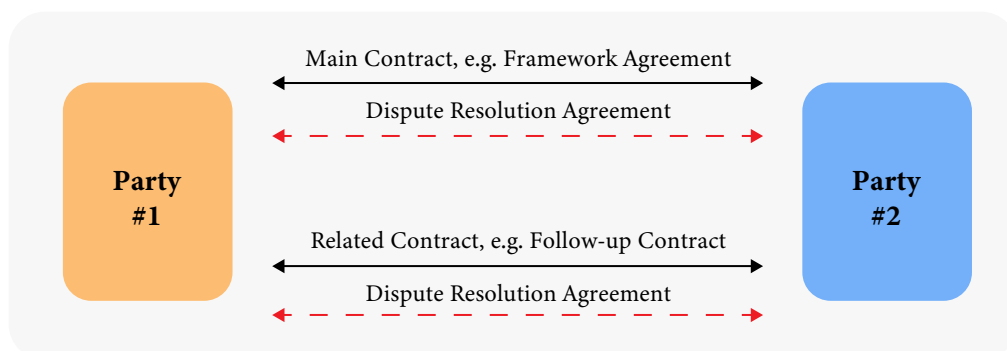 Main Contract, e.g. Framework Agreement
Dispute Resolution Agreement
Party
#1
Party
#2
Related Contract, e.g. Follow-up Contract
Dispute Resolution Agreement